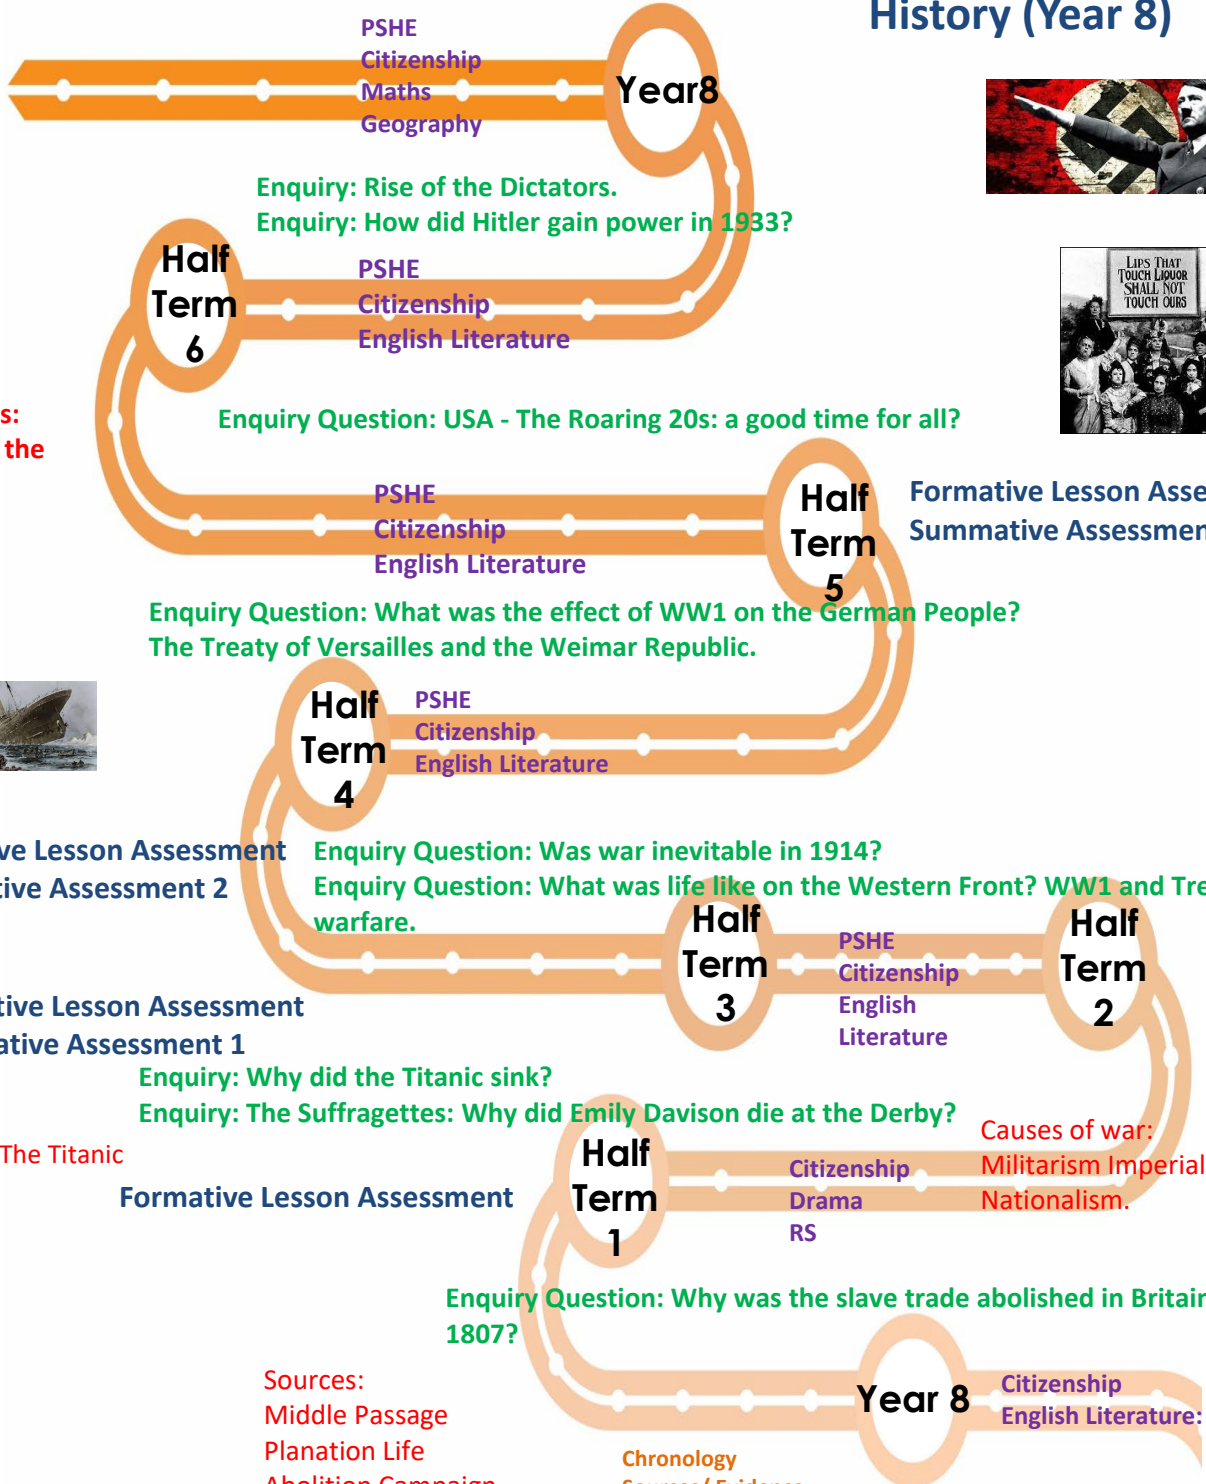 History (Year 8)
PSHE
Citizenship
Maths
Geography
Year8
Enquiry: Rise of the Dictators.
Enquiry: How did Hitler gain power in 1933?
Half
Term
6
PSHE
Citizenship
English Literature
LIPS THAT
TOUCH LIQUOR
SHALL NOT
TOUCH OURS
s:
the
Enquiry Question: USA - The Roaring 20s: a good time for all?
PSHE
Citizenship
English Literature
Half
Term
5
Formative Lesson Asse
Summative Assessmen
Enquiry Question: What was the effect of WW1 on the German People?
The Treaty of Versailles and the Weimar Republic.
Half
Term
4
PSHE
Citizenship
English Literature
ve Lesson Assessment
tive Assessment 2
Enquiry Question: Was war inevitable in 1914?
Enquiry Question: What was life like on the Western Front? WW1 and Tre
warfare.
Half
Term
3
PSHE
Citizenship
English
Literature
Half
Term
2
tive Lesson Assessment
ative Assessment 1
Enquiry: Why did the Titanic sink?
Enquiry: The Suffragettes: Why did Emily Davison die at the Derby?
The Titanic
Formative Lesson Assessment
Half
Term
1
Citizenship
Drama
RS
Causes of war:
Militarism Imperial
Nationalism.
Enquiry Question: Why was the slave trade abolished in Britain
1807?
Sources:
Middle Passage
Planation Life
Abolition Campaign
Year 8
Citizenship
English Literature:
Chronology
Sources/ Evidence